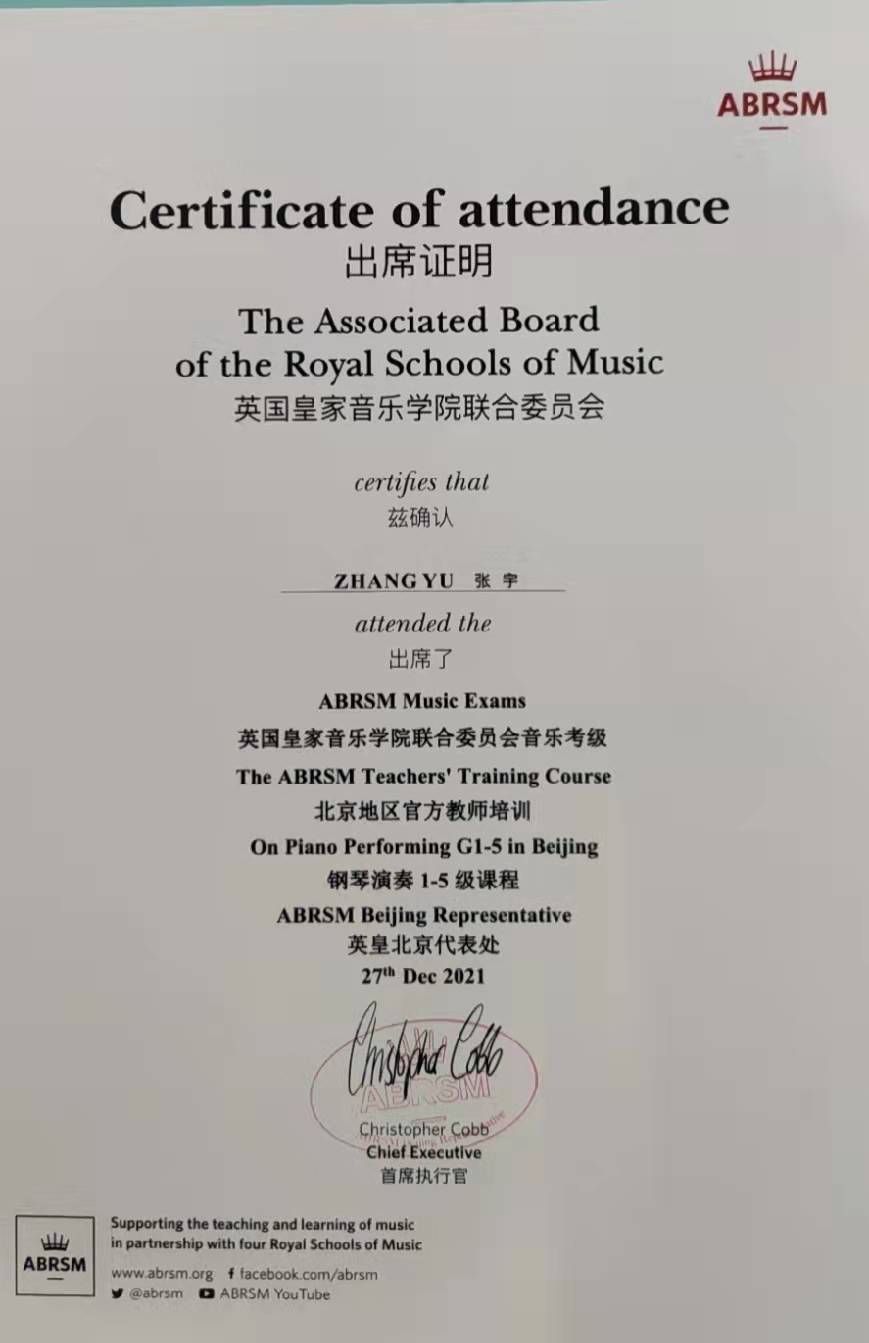 ABRSM
Certificate of attendance
出席证明
The Associated Board
of the Royal Schools of Music
英国皇家音乐学院联合委员会
certifies that
兹确认
ZHANG YU 张 宇
attended the
出席了
ABRSM Music Exams
英国皇家音乐学院联合委员会音乐考级
The ABRSM Teachers' Training Course
北京地区官方教师培训
On Piano Performing G1-5 in Beijing
钢琴演奏 1-5 级课程
ABRSM Beijing Representative
英皇北京代表处
27th Dec 2021
Christopher Cobb
ABRSM
Christopher Cobb
ABRSM Beijing Representative
Chief Executive
首席执行官
ABRSM
Supporting the teaching and learning of music
in partnership with four Royal Schools of Music
www.abrsm.org f facebook.com/abrsm
@abrsm ABRSM YouTube